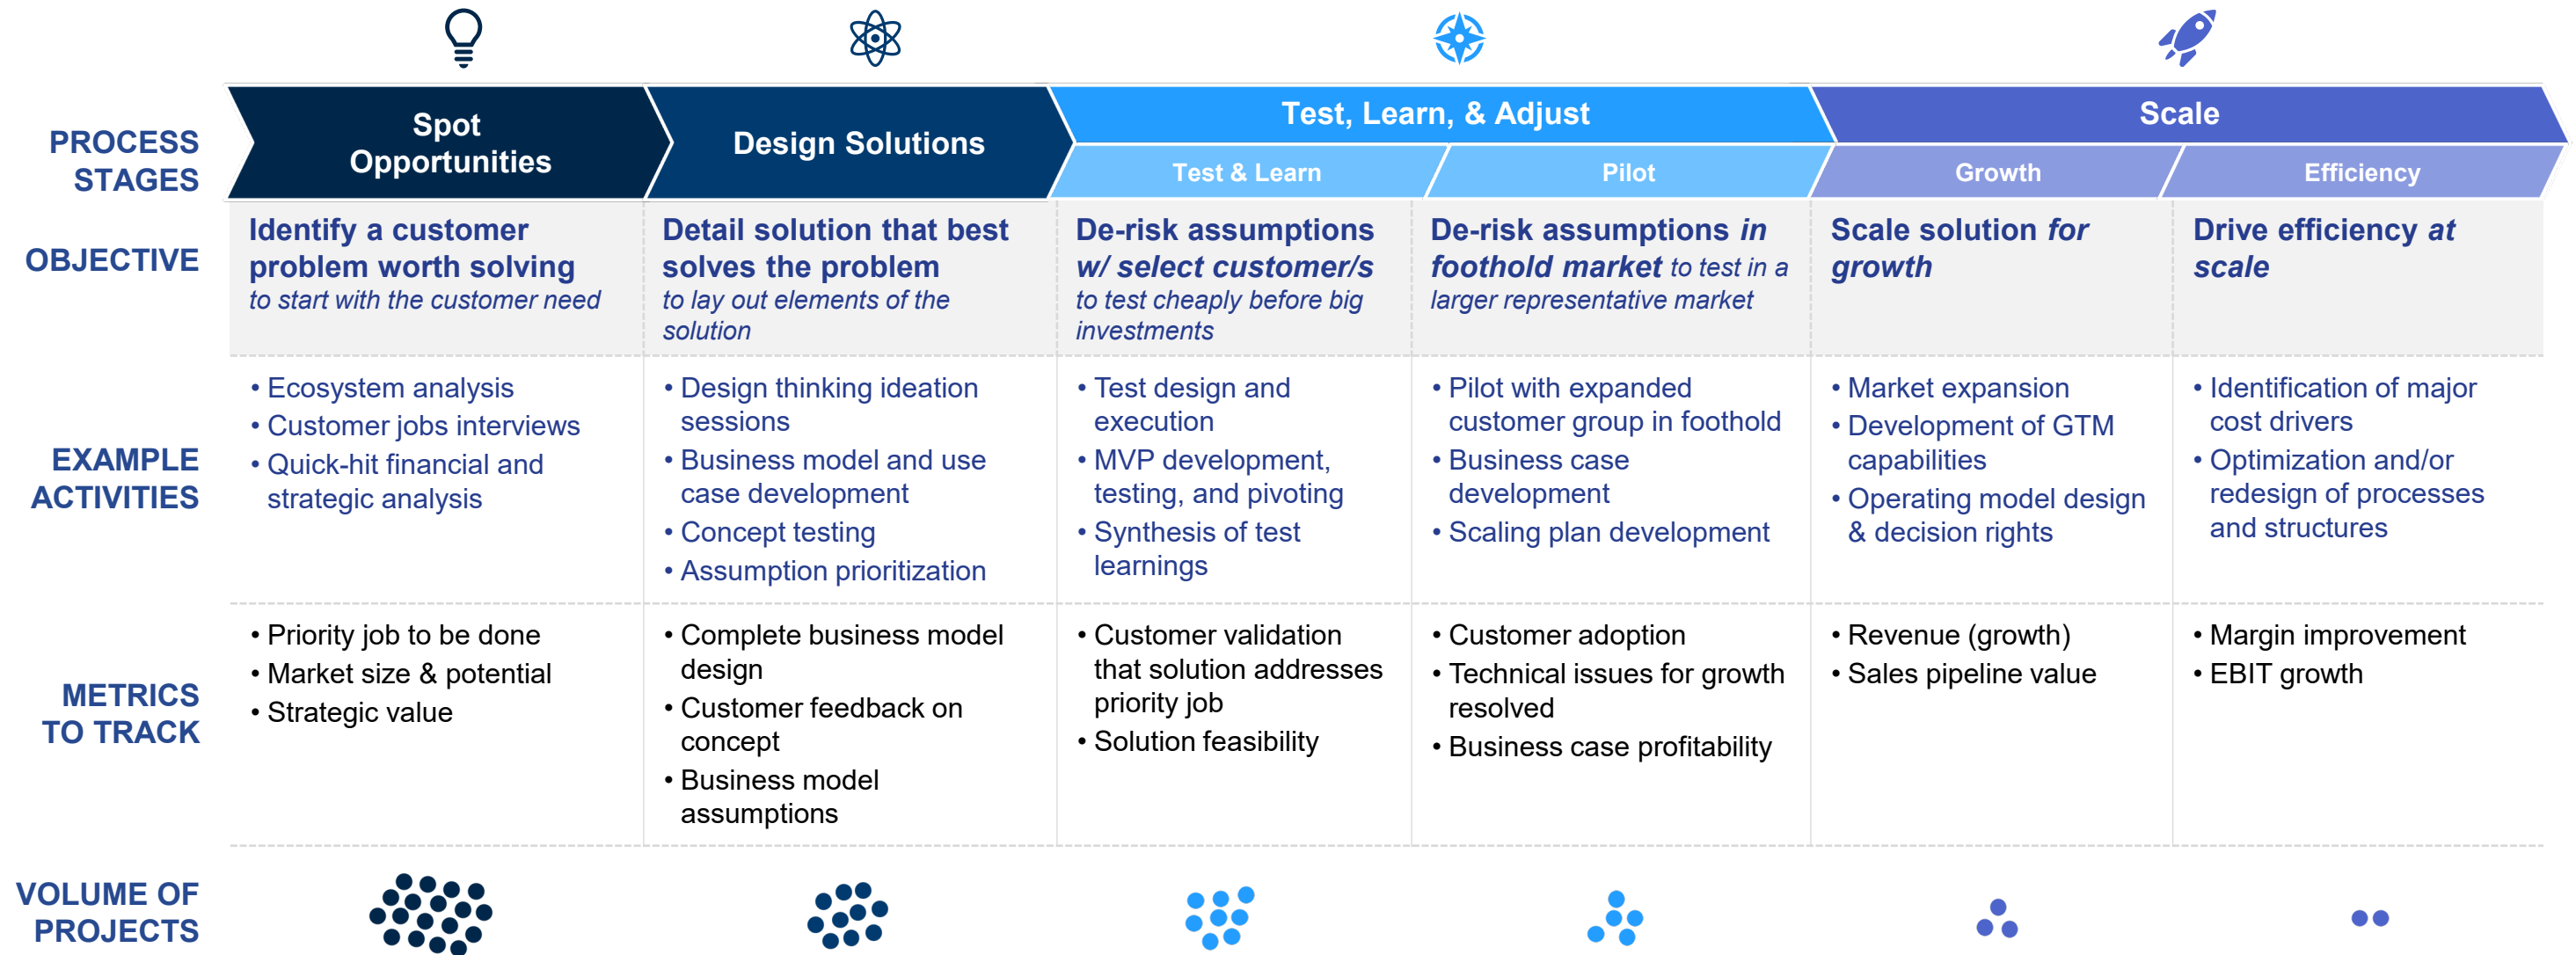 PROCESS
STAGES
Spot
Opportunities
Design Solutions
Test, Learn, & Adjust
Test & Learn
Pilot
Scale
Growth
Efficiency
OBJECTIVE
Identify a customer
problem worth solving
to start with the customer need
Detail solution that best
solves the problem
to lay out elements of the
solution
De-risk assumptions
w/ select customer/s
to test cheaply before big
investments
De-risk assumptions in
foothold market to test in a
larger representative market
Scale solution for
growth
Drive efficiency at
scale
EXAMPLE
ACTIVITIES
• Ecosystem analysis
• Customer jobs interviews
• Quick-hit financial and
strategic analysis
• Design thinking ideation
sessions
• Business model and use
case development
• Concept testing
• Assumption prioritization
• Test design and
execution
• MVP development,
testing, and pivoting
• Synthesis of test
learnings
• Pilot with expanded
customer group in foothold
• Business case
development
• Scaling plan development
• Market expansion
• Development of GTM
capabilities
• Operating model design
& decision rights
• Identification of major
cost drivers
• Optimization and/or
redesign of processes
and structures
METRICS
TO TRACK
• Priority job to be done
• Market size & potential
• Strategic value
• Complete business model
design
• Customer feedback on
concept
• Business model
assumptions
• Customer validation
that solution addresses
priority job
• Solution feasibility
• Customer adoption
• Technical issues for growth
resolved
• Business case profitability
• Revenue (growth)
• Sales pipeline value
• Margin improvement
• EBIT growth
VOLUME OF
PROJECTS